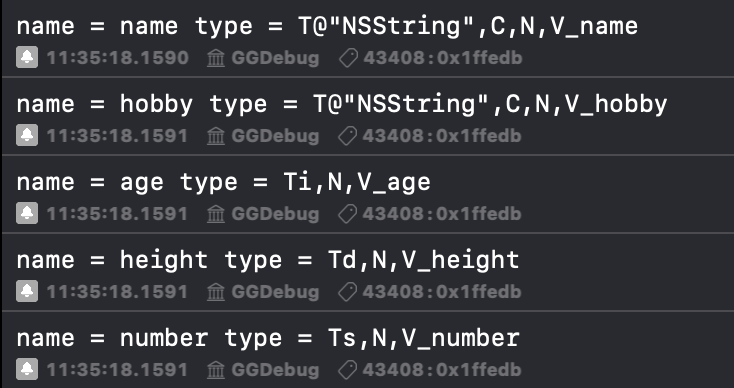 name = name type = T@"NSString",C,N,V_name
11:35:18.1590 GGDebug 43408:0x1ffedb
name = hobby type = T@"NSString",C,N,V_hobby
11:35:18.1591 GGDebug 43408:0x1ffedb
name = age type = Ti,N,V_age
11:35:18.1591 GGDebug 43408:0x1ffedb
name = height type = Td,N,V_height
11:35:18.1591 GGDebug 43408:0x1ffedb
name = number type = Ts,N,V_number
11:35:18.1591 GGDebug 43408:0x1ffedb